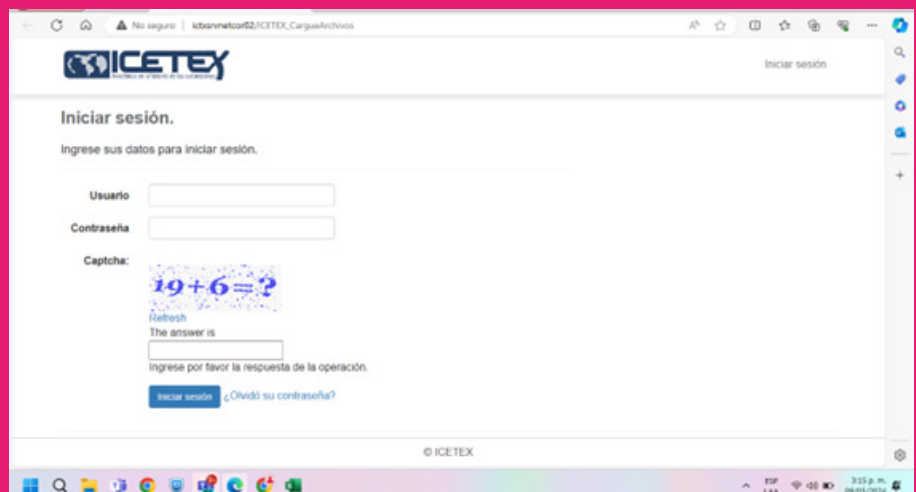 No seguro | ictxsrvnetcor02/ICETEX_CargueArchivos
ICETEX
Iniciar sesión
Iniciar sesión.
Ingrese sus datos para iniciar sesión.
Usuario
Contraseña
Captcha:
19+6=?
Refresh
The answer is
Ingrese por favor la respuesta de la operación.
Iniciar sesión ¿Olvidó su contraseña?
© ICETEX
ESP
3:15 p. m.